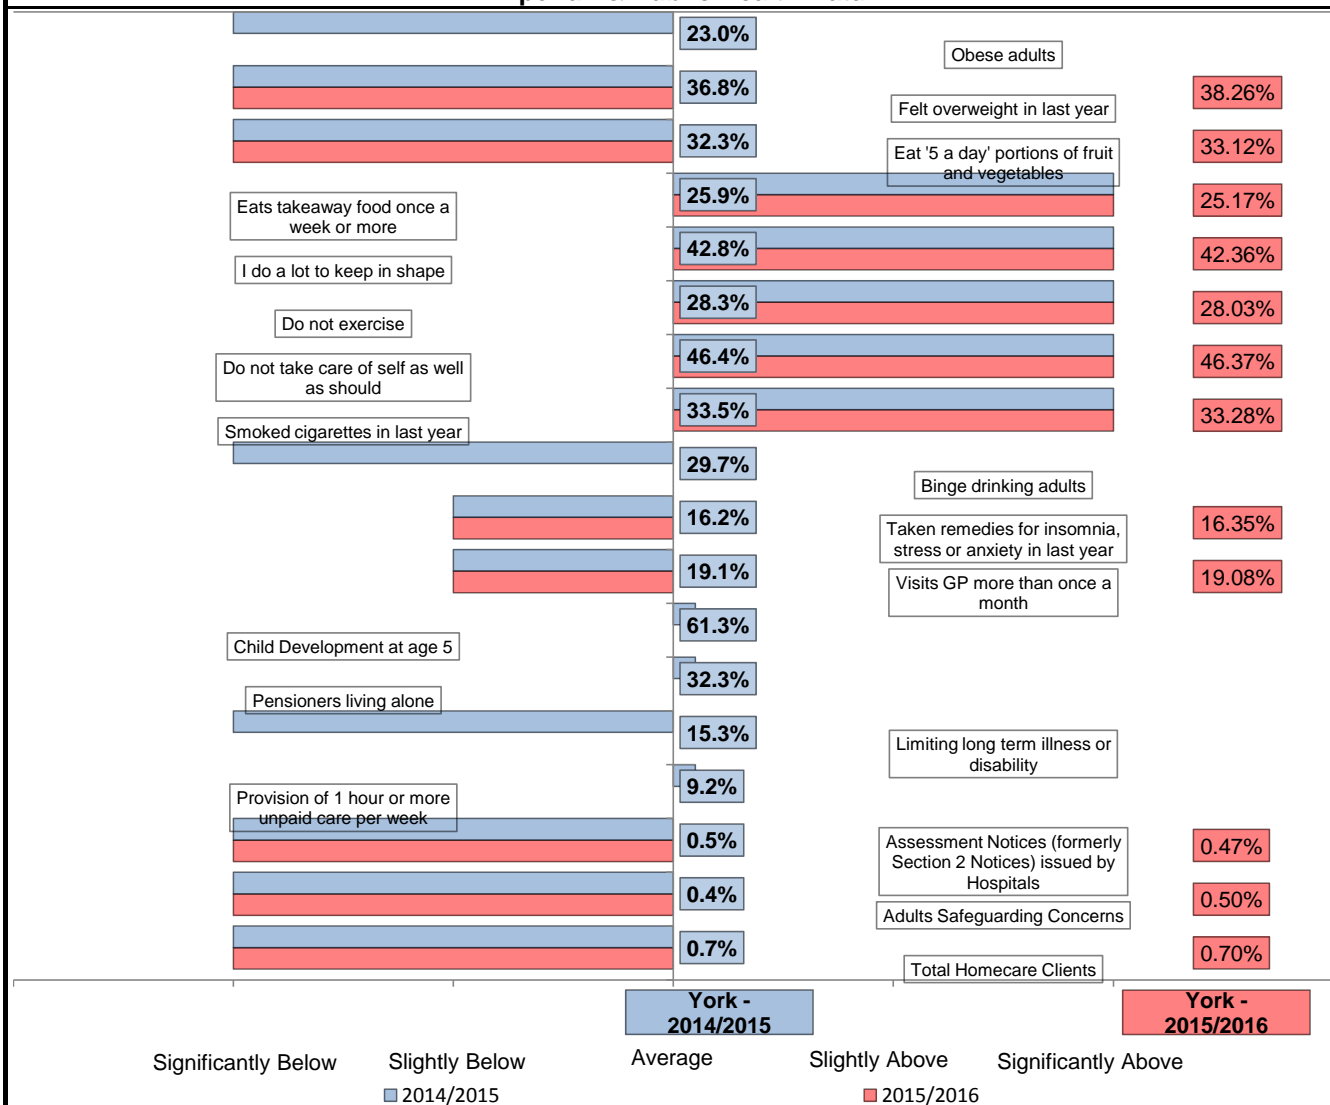 23.0%
Obese adults
36.8%
38.26%
Felt overweight in last year
32.3%
33.12%
Eat '5 a day' portions of fruit
and vegetables
25.9%
25.17%
Eats takeaway food once a
week or more
42.8%
42.36%
I do a lot to keep in shape
28.3%
28.03%
Do not exercise
46.4%
46.37%
Do not take care of self as well
as should
33.5%
33.28%
Smoked cigarettes in last year
29.7%
Binge drinking adults
16.2%
16.35%
Taken remedies for insomnia,
stress or anxiety in last year
19.1%
19.08%
Visits GP more than once a
month
61.3%
Child Development at age 5
32.3%
Pensioners living alone
15.3%
Limiting long term illness or
disability
9.2%
Provision of 1 hour or more
unpaid care per week
0.5%
0.47%
Assessment Notices (formerly
Section 2 Notices) issued by
Hospitals
0.4%
0.50%
Adults Safeguarding Concerns
0.7%
0.70%
Total Homecare Clients
York -
2014/2015
York -
2015/2016
Significantly Below
Slightly Below
Average
Slightly Above
Significantly Above
2014/2015
2015/2016